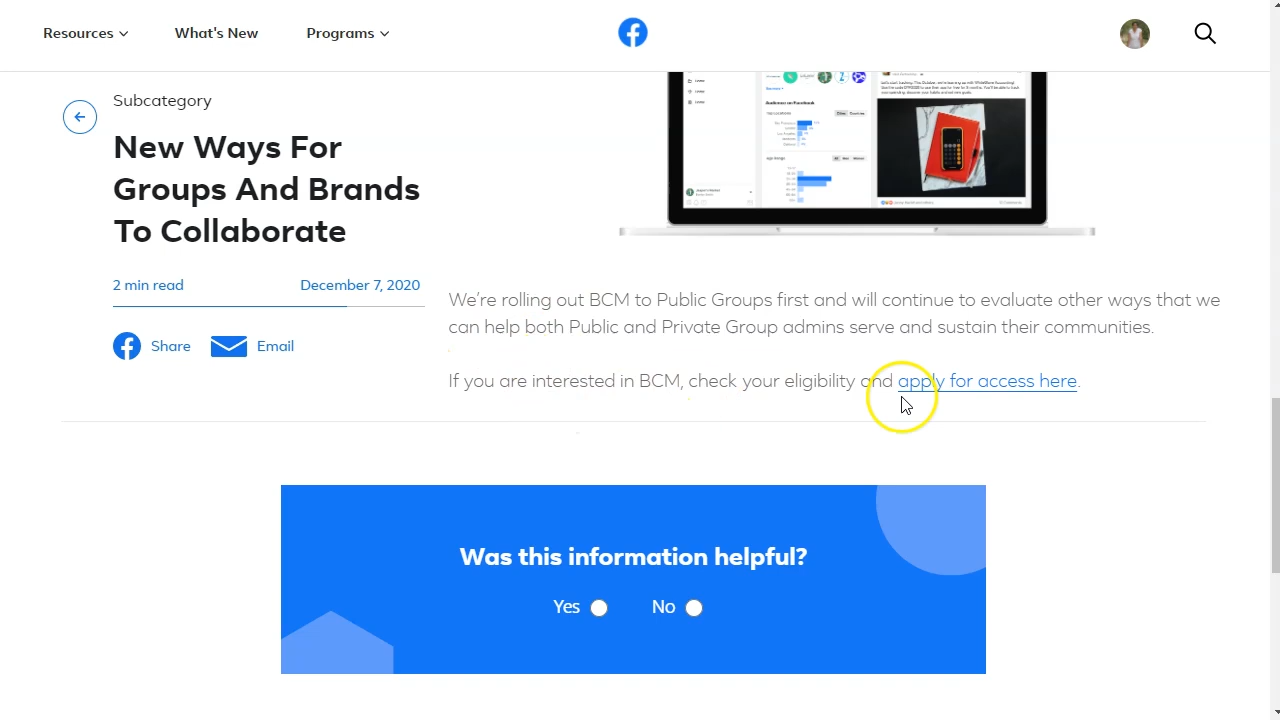 Resources
What's New
Programs
Subcategory
New Ways For
Groups And Brands
To Collaborate
2 min read
December 7, 2020
Share
Email
Audience on Facebook
We’re rolling out BCM to Public Groups first and will continue to evaluate other ways that we
can help both Public and Private Group admins serve and sustain their communities.
If you are interested in BCM, check your eligibility and apply for access here.
Was this information helpful?
Yes
No